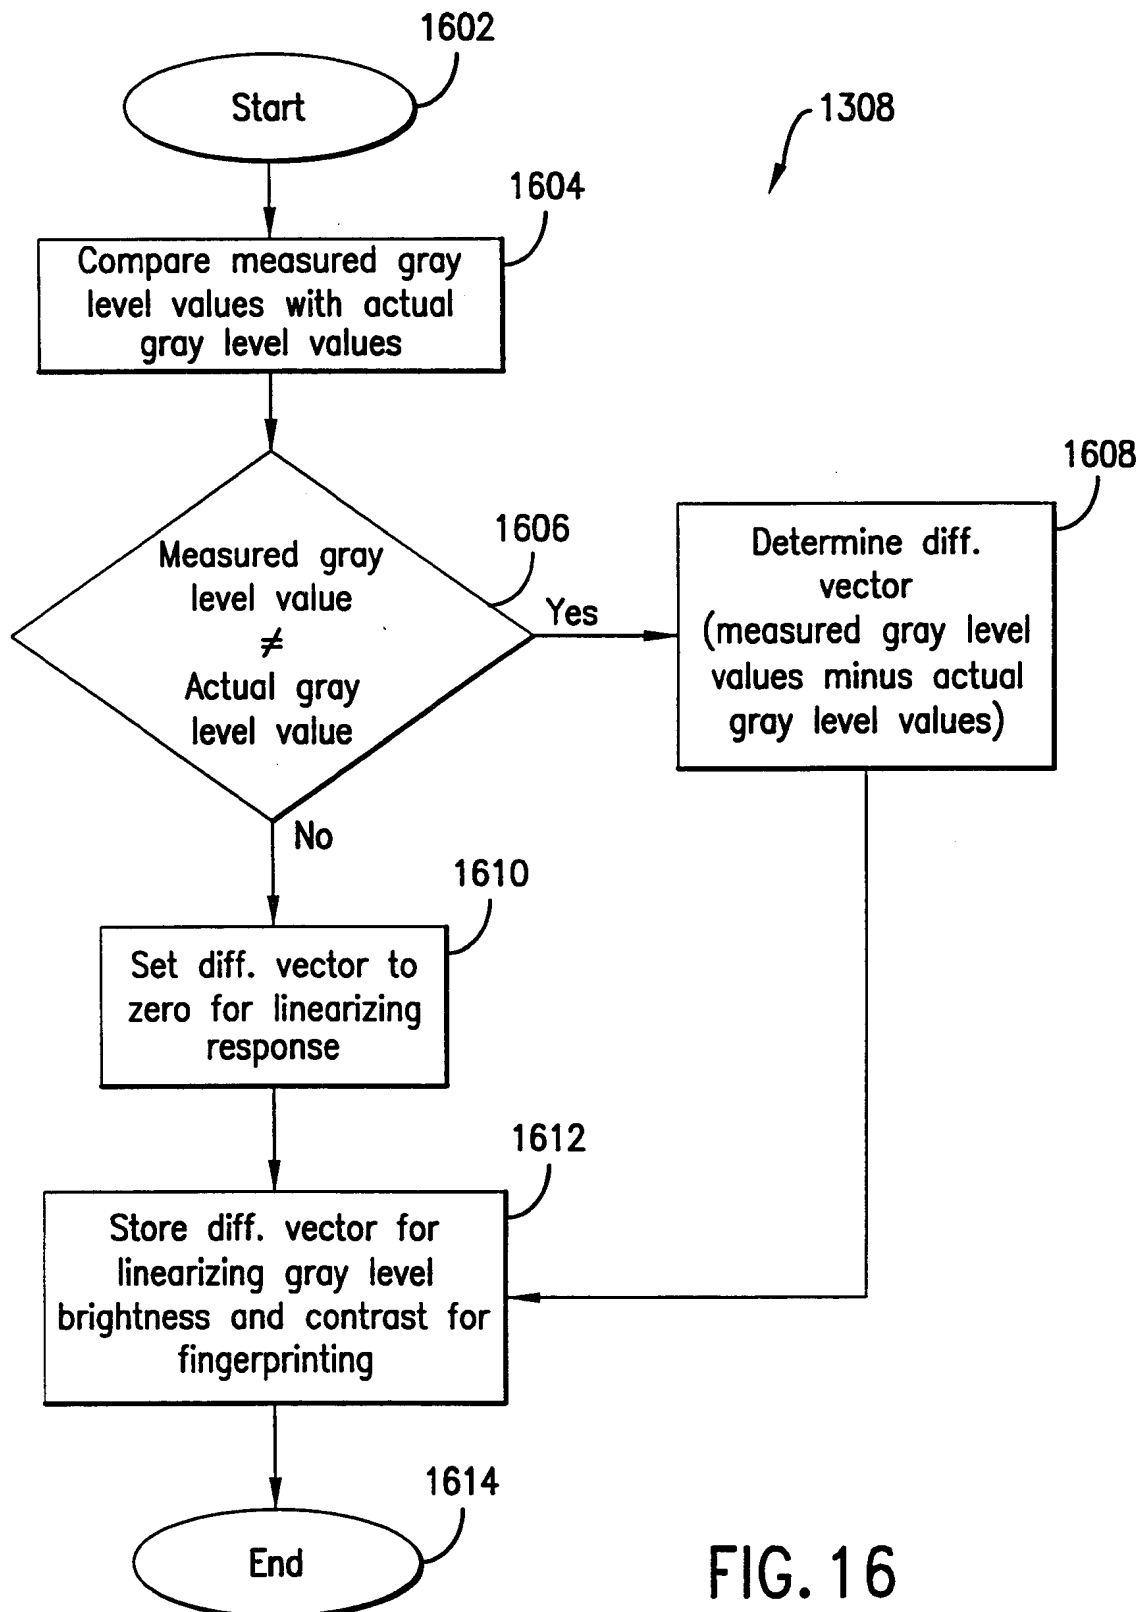 1602
Start
1308
1604
Compare measured gray
level values with actual
gray level values
1606
Measured gray
level value
≠
Actual gray
level value
Yes
1608
Determine diff.
vector
(measured gray level
values minus actual
gray level values)
No
1610
Set diff. vector to
zero for linearizing
response
1612
Store diff. vector for
linearizing gray level
brightness and contrast for
fingerprinting
1614
End
FIG. 16